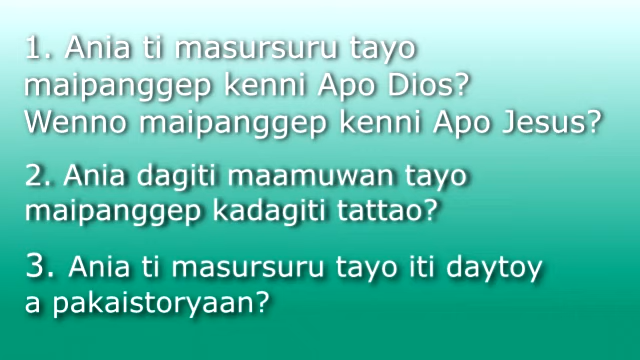 1. Ania ti masursuru tayo
maipanggep kenni Apo Dios?
Wenno maipanggep kenni Apo Jesus?
2. Ania dagiti maamuwan tayo
maipanggep kadagiti tattao?
3. Ania ti masursuru tayo iti daytoy
a pakaistoryaan?